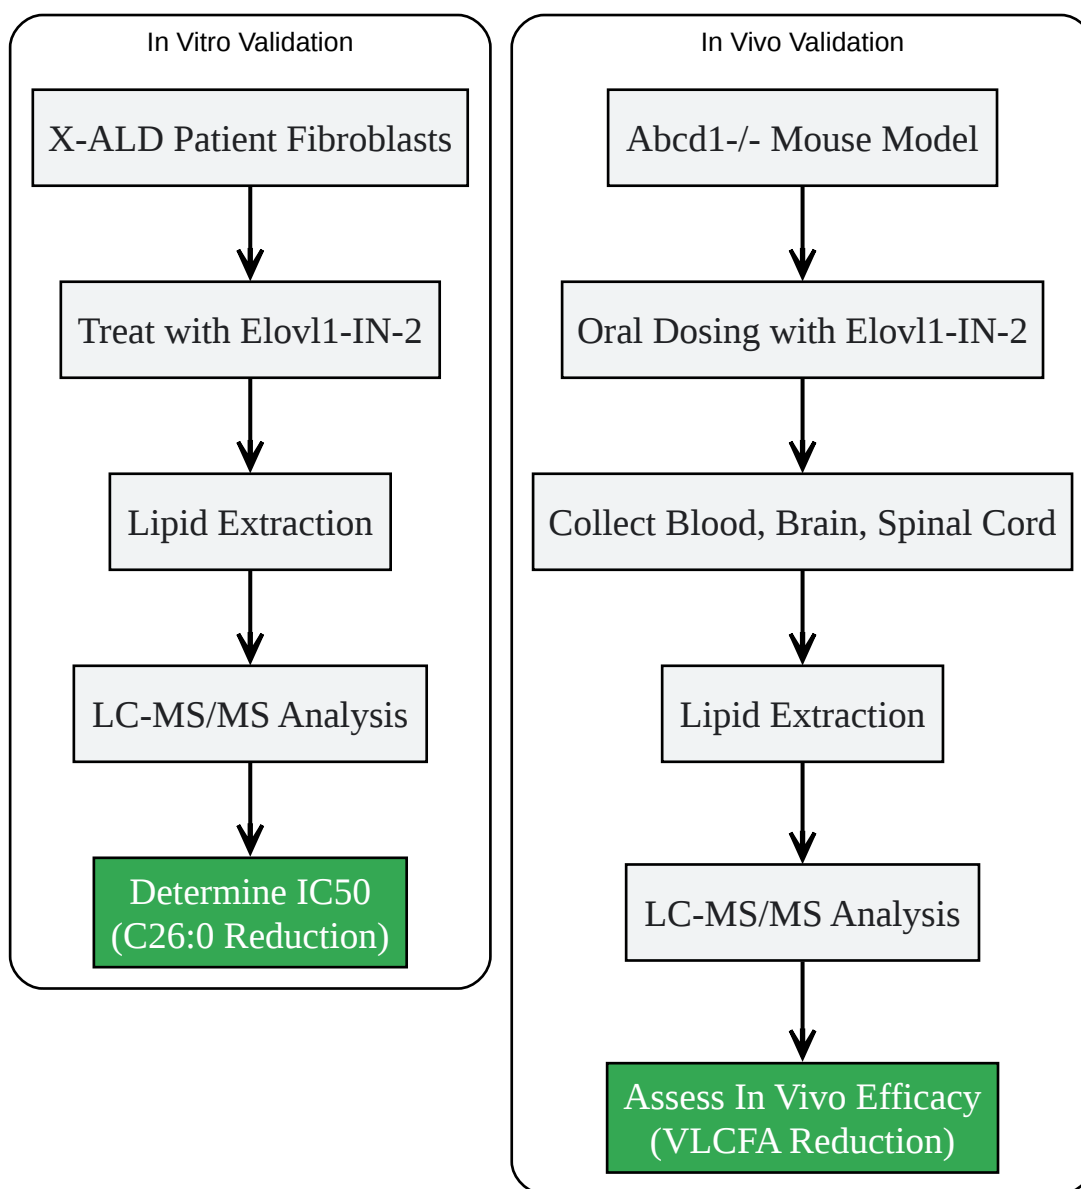 In Vitro Validation
X-ALD Patient Fibroblasts
Treat with Elovl1-IN-2
Lipid Extraction
LC-MS/MS Analysis
Determine IC50
(C26:0 Reduction)
In Vivo Validation
Abcd1-/- Mouse Model
Oral Dosing with Elovl1-IN-2
Collect Blood, Brain, Spinal Cord
Lipid Extraction
LC-MS/MS Analysis
Assess In Vivo Efficacy
(VLCFA Reduction)